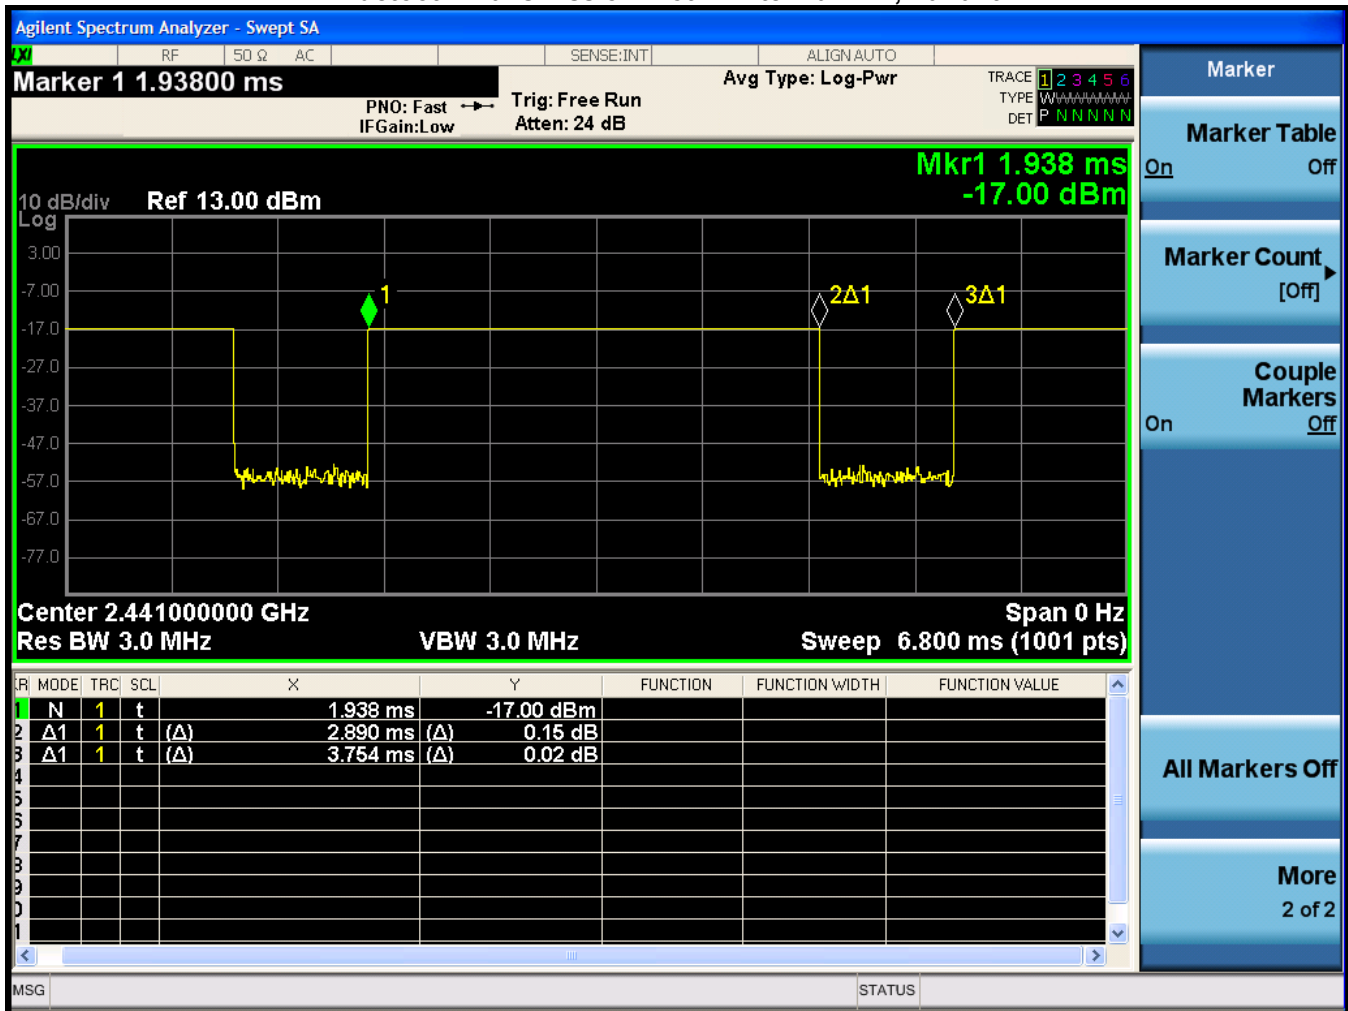 Agilent Spectrum Analyzer - Swept SA
LXI RF 50 Ω AC SENSE:INT ALIGN AUTO
Marker 1 1.93800 ms
PNO: Fast
IFGain:Low
Trig: Free Run
Atten: 24 dB
Avg Type: Log-Pwr
TRACE 1 2 3 4 5 6
TYPE
DET P N N N N N
Mkr1 1.938 ms
-17.00 dBm
10 dB/div Ref 13.00 dBm
Log
3.00
-7.00
-17.0
-27.0
-37.0
-47.0
-57.0
-67.0
-77.0
1
2Δ1
3Δ1
Center 2.441000000 GHz Span 0 Hz
Res BW 3.0 MHz VBW 3.0 MHz Sweep 6.800 ms (1001 pts)
MODE TRC SCL X Y FUNCTION FUNCTION WIDTH FUNCTION VALUE
1 N 1 t 1.938 ms -17.00 dBm
2 Δ1 1 t (Δ) 2.890 ms (Δ) 0.15 dB
3 Δ1 1 t (Δ) 3.754 ms (Δ) 0.02 dB
4
5
6
7
8
9
0
1
MSG STATUS
Marker
Marker Table
On Off
Marker Count
[Off]
Couple
Markers
On Off
All Markers Off
More
2 of 2